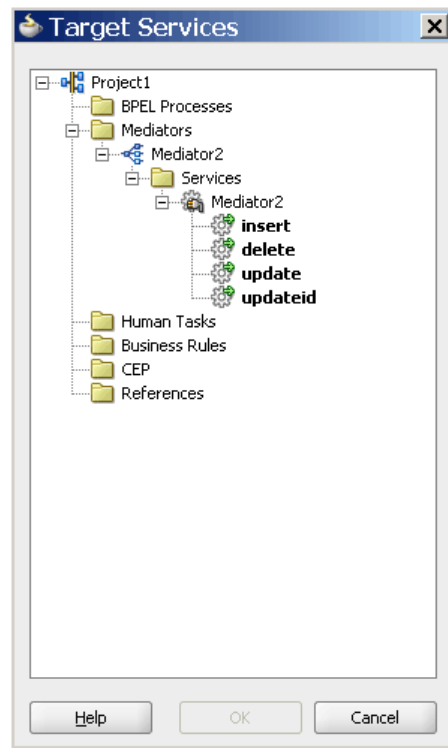 Target Services
Project1
BPEL Processes
Mediators
Mediator2
Services
Mediator2
insert
delete
update
updateid
Human Tasks
Business Rules
CEP
References
Help
OK
Cancel